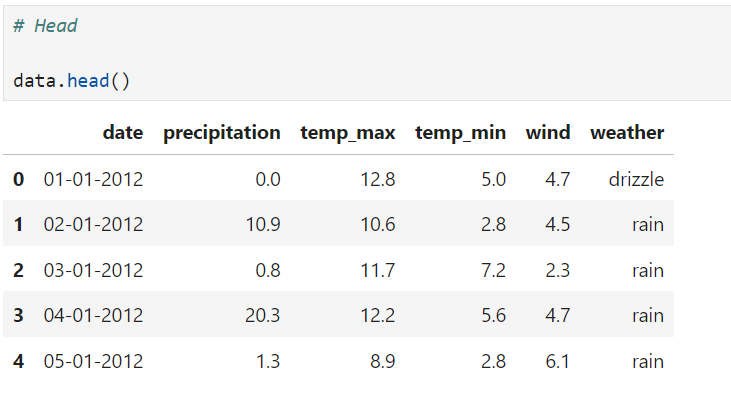 # Head
data.head()
date precipitation temp_max temp_min wind weather
0 01-01-2012 0.0 12.8 5.0 4.7 drizzle
1 02-01-2012 10.9 10.6 2.8 4.5 rain
2 03-01-2012 0.8 11.7 7.2 2.3 rain
3 04-01-2012 20.3 12.2 5.6 4.7 rain
4 05-01-2012 1.3 8.9 2.8 6.1 rain